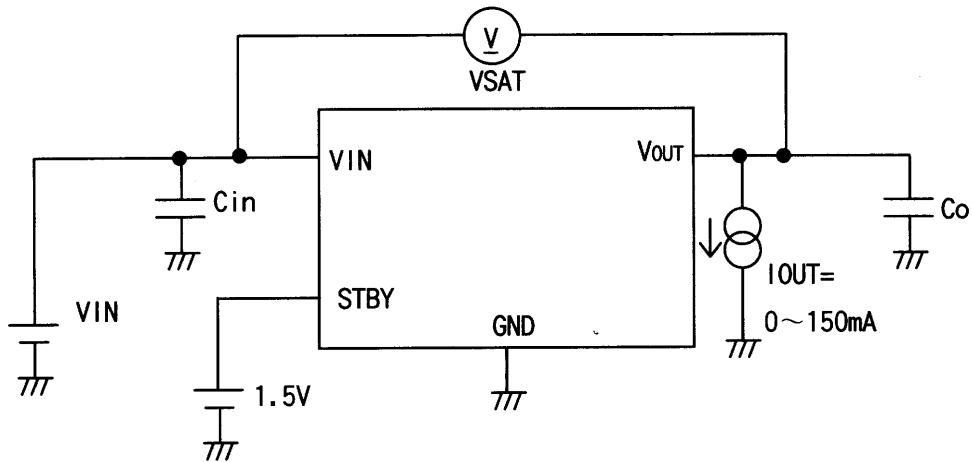 V
VSAT
VIN
VOUT
Cin
Co
VIN
STBY
IOUT=
0～150mA
GND
1.5V